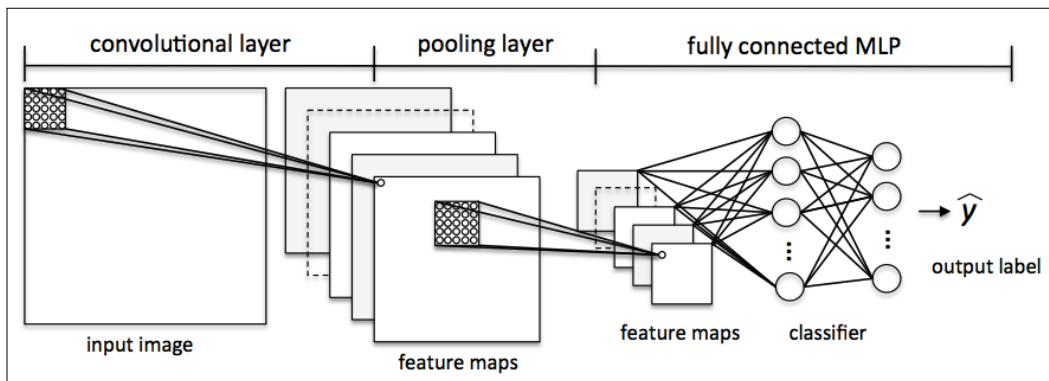 convolutional layer
pooling layer
fully connected MLP
input image
feature maps
feature maps
classifier
ŷ
output label